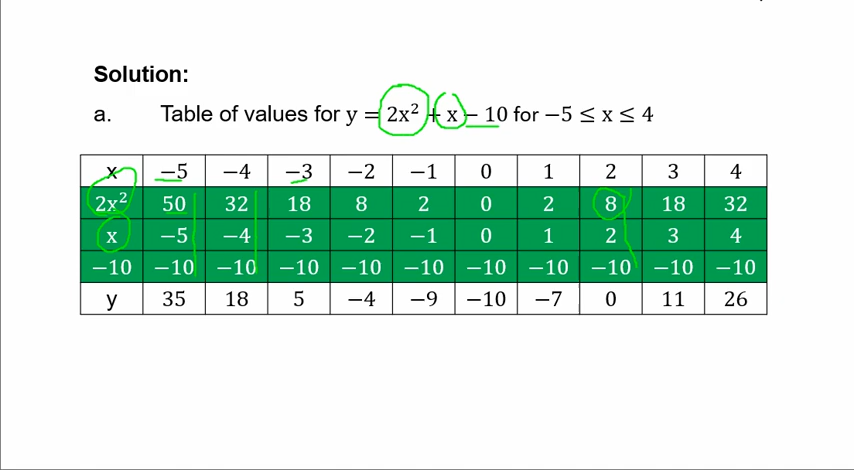 Solution:
a. Table of values for y = 2x² + x − 10 for −5 ≤ x ≤ 4
x −5 −4 −3 −2 −1 0 1 2 3 4
2x² 50 32 18 8 2 0 2 8 18 32
x −5 −4 −3 −2 −1 0 1 2 3 4
−10 −10 −10 −10 −10 −10 −10 −10 −10 −10 −10
y 35 18 5 −4 −9 −10 −7 0 11 26